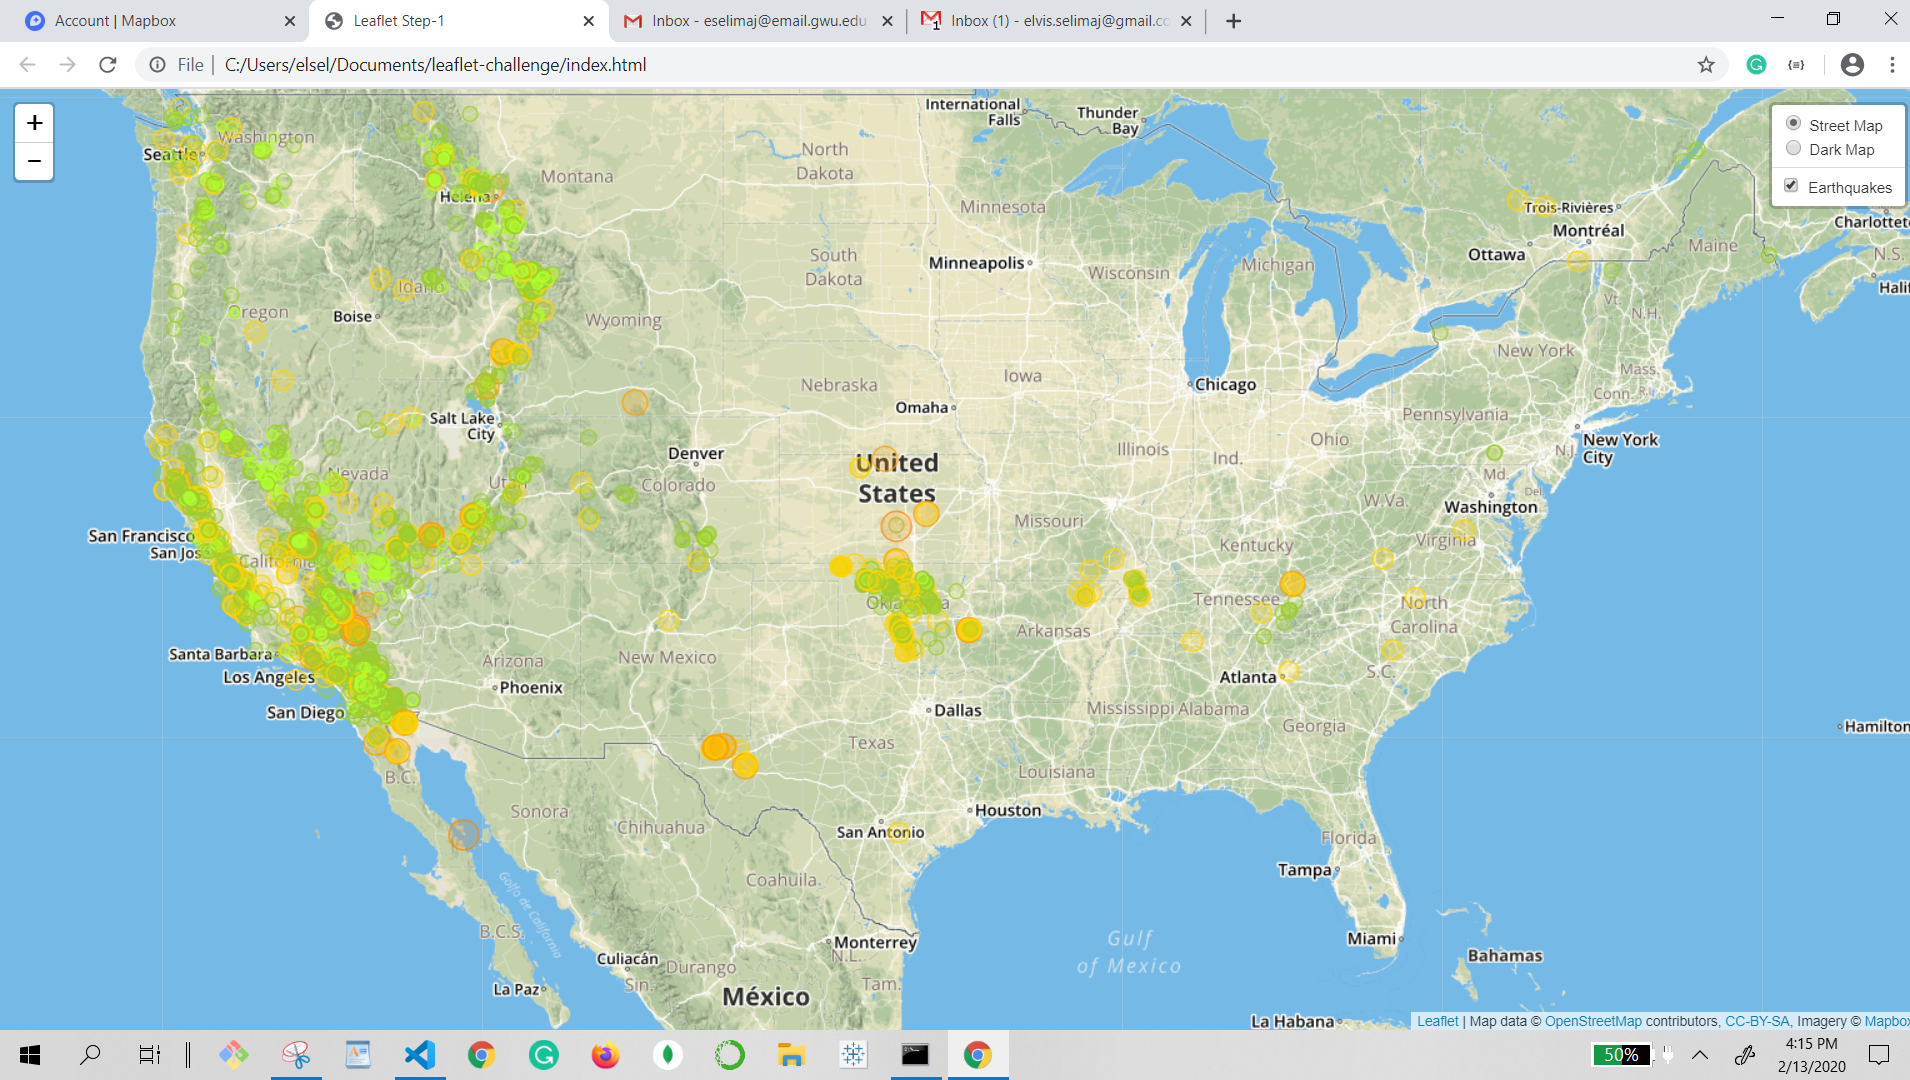 Account | Mapbox
Leaflet Step-1
Inbox - eselimaj@email.gwu.edu
Inbox (1) - elvis.selimaj@gmail.co
File
C:/Users/elsel/Documents/leaflet-challenge/index.html
+
−
Street Map
Dark Map
Earthquakes
International
Falls
Thunder
Bay
Washington
Seattle
North
Dakota
Montana
Helena
Minnesota
Trois-Rivières
Charlottet
Montréal
Maine
Ottawa
N.S.
South
Dakota
Minneapolis
Wisconsin
Michigan
Idaho
Halif
Vt.
N.H.
Oregon
Boise
Wyoming
New York
Mass.
Nebraska
Iowa
Chicago
Conn.
R.I.
Omaha
Pennsylvania
Salt Lake
City
Denver
Illinois
Ohio
New York
City
N.J.
Ind.
United
States
Nevada
Utah
Colorado
Md.
Del.
W.Va.
Washington
Missouri
San Francisco
San Jos
California
Kentucky
Virginia
Oklahoma
Tennessee
North
Carolina
Arkansas
Santa Barbara
Arizona
New Mexico
Los Angeles
Phoenix
Atlanta
S.C.
San Diego
Dallas
Mississippi
Alabama
Georgia
Hamilton
Texas
Louisiana
B.C.
Sonora
Houston
Chihuahua
San Antonio
Florida
Tampa
Coahuila
Golfo de California
B.C.S.
Monterrey
N.L.
Gulf
of Mexico
Miami
Bahamas
Culiacán
Sin.
Durango
Tam.
La Paz
México
La Habana
Leaflet | Map data © OpenStreetMap contributors, CC-BY-SA, Imagery © Mapbox
50%
4:15 PM
2/13/2020